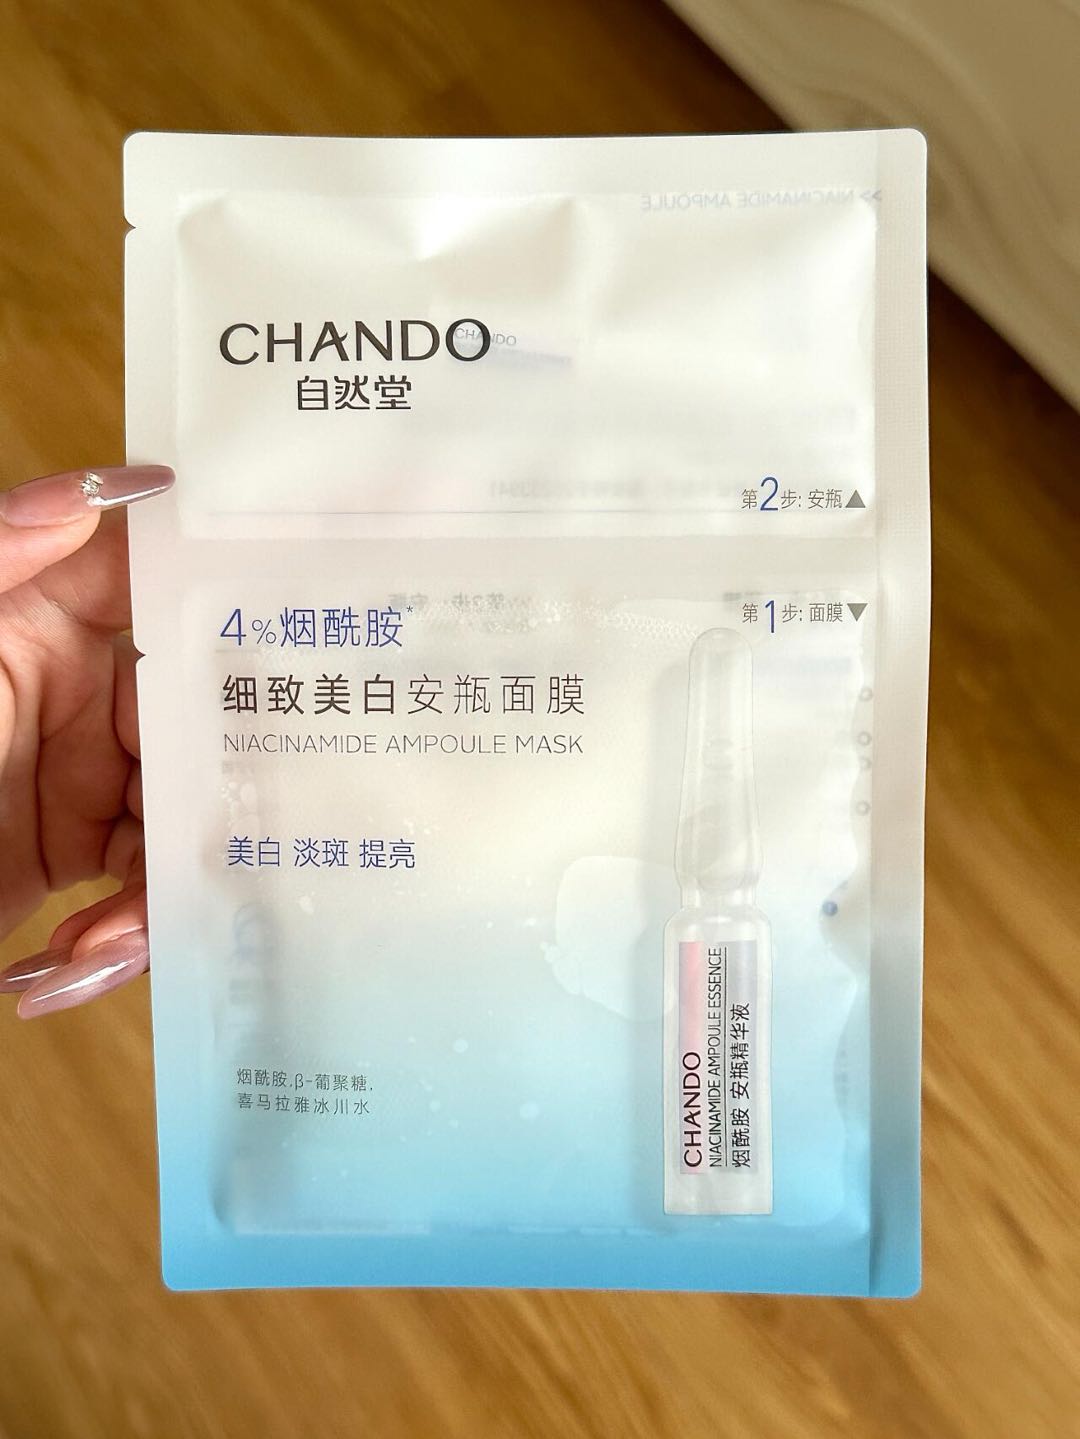 >> NIACINAMIDE AMPOULE
CHANDO
CHANDO
自然堂
第2步: 安瓶▲
第1步: 面膜▼
4%烟酰胺*
细致美白安瓶面膜
NIACINAMIDE AMPOULE MASK
美白 淡斑 提亮
烟酰胺,β-葡聚糖,
喜马拉雅冰川水
CHANDO
NIACINAMIDE AMPOULE ESSENCE
烟酰胺 安瓶精华液